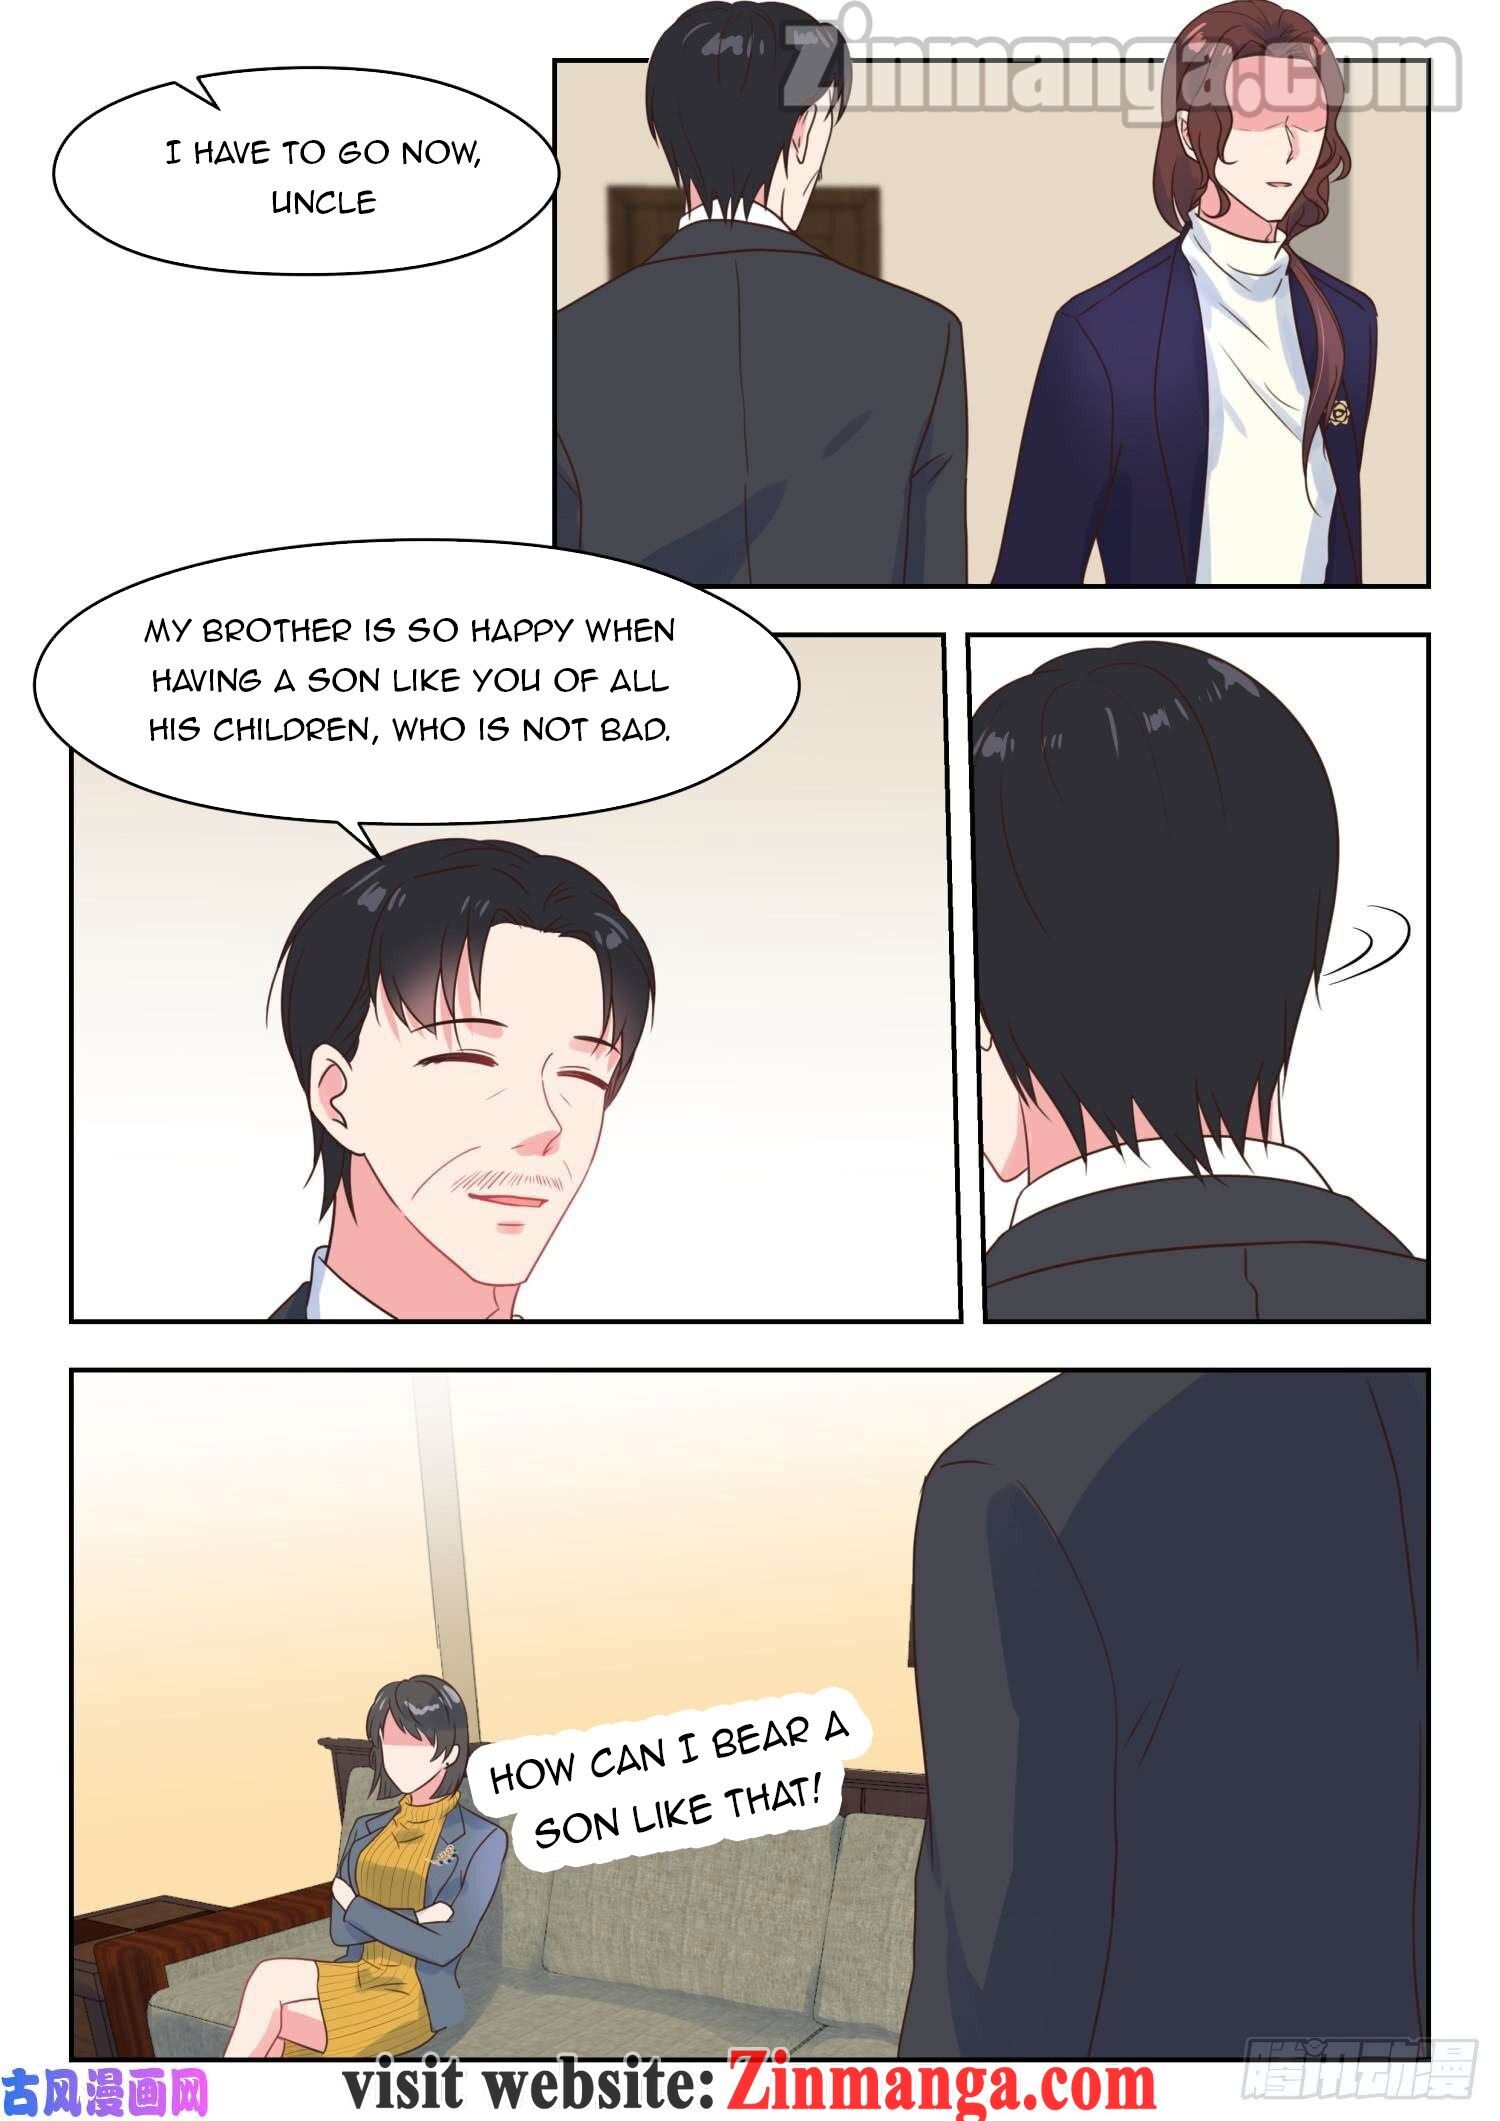 Zinmanga.com
I HAVE TO GO NOW,
UNCLE
MY BROTHER IS SO HAPPY WHEN
HAVING A SON LIKE YOU OF ALL
HIS CHILDREN, WHO IS NOT BAD.
HOW CAN I BEAR A
SON LIKE THAT!
腾讯动漫
古风漫画网
visit website: Zinmanga.com